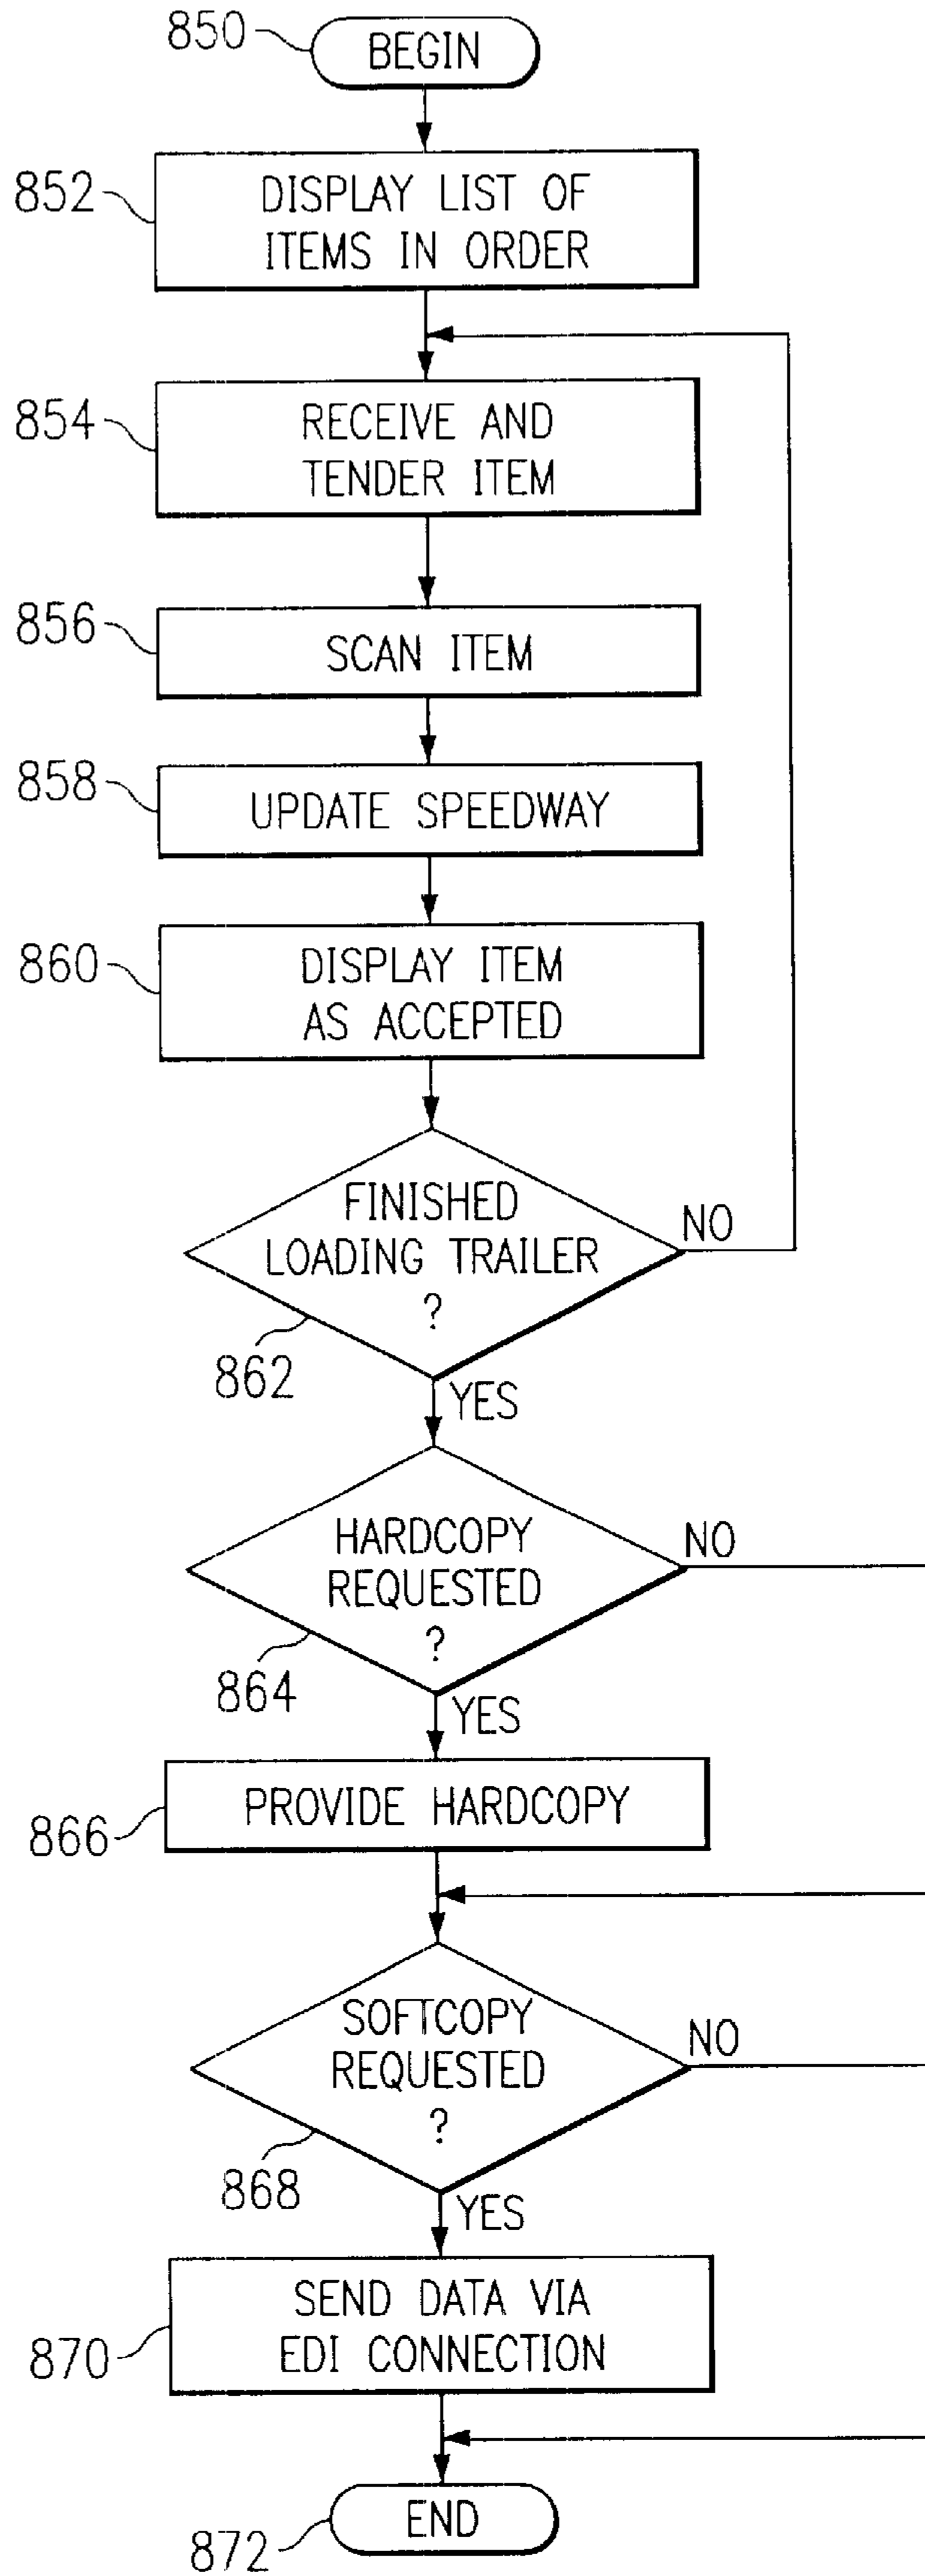 850
BEGIN
852
DISPLAY LIST OF
ITEMS IN ORDER
854
RECEIVE AND
TENDER ITEM
856
SCAN ITEM
858
UPDATE SPEEDWAY
860
DISPLAY ITEM
AS ACCEPTED
FINISHED
LOADING TRAILER
?
NO
862
YES
HARDCOPY
REQUESTED
?
NO
864
YES
866
PROVIDE HARDCOPY
SOFTCOPY
REQUESTED
?
NO
868
YES
870
SEND DATA VIA
EDI CONNECTION
872
END